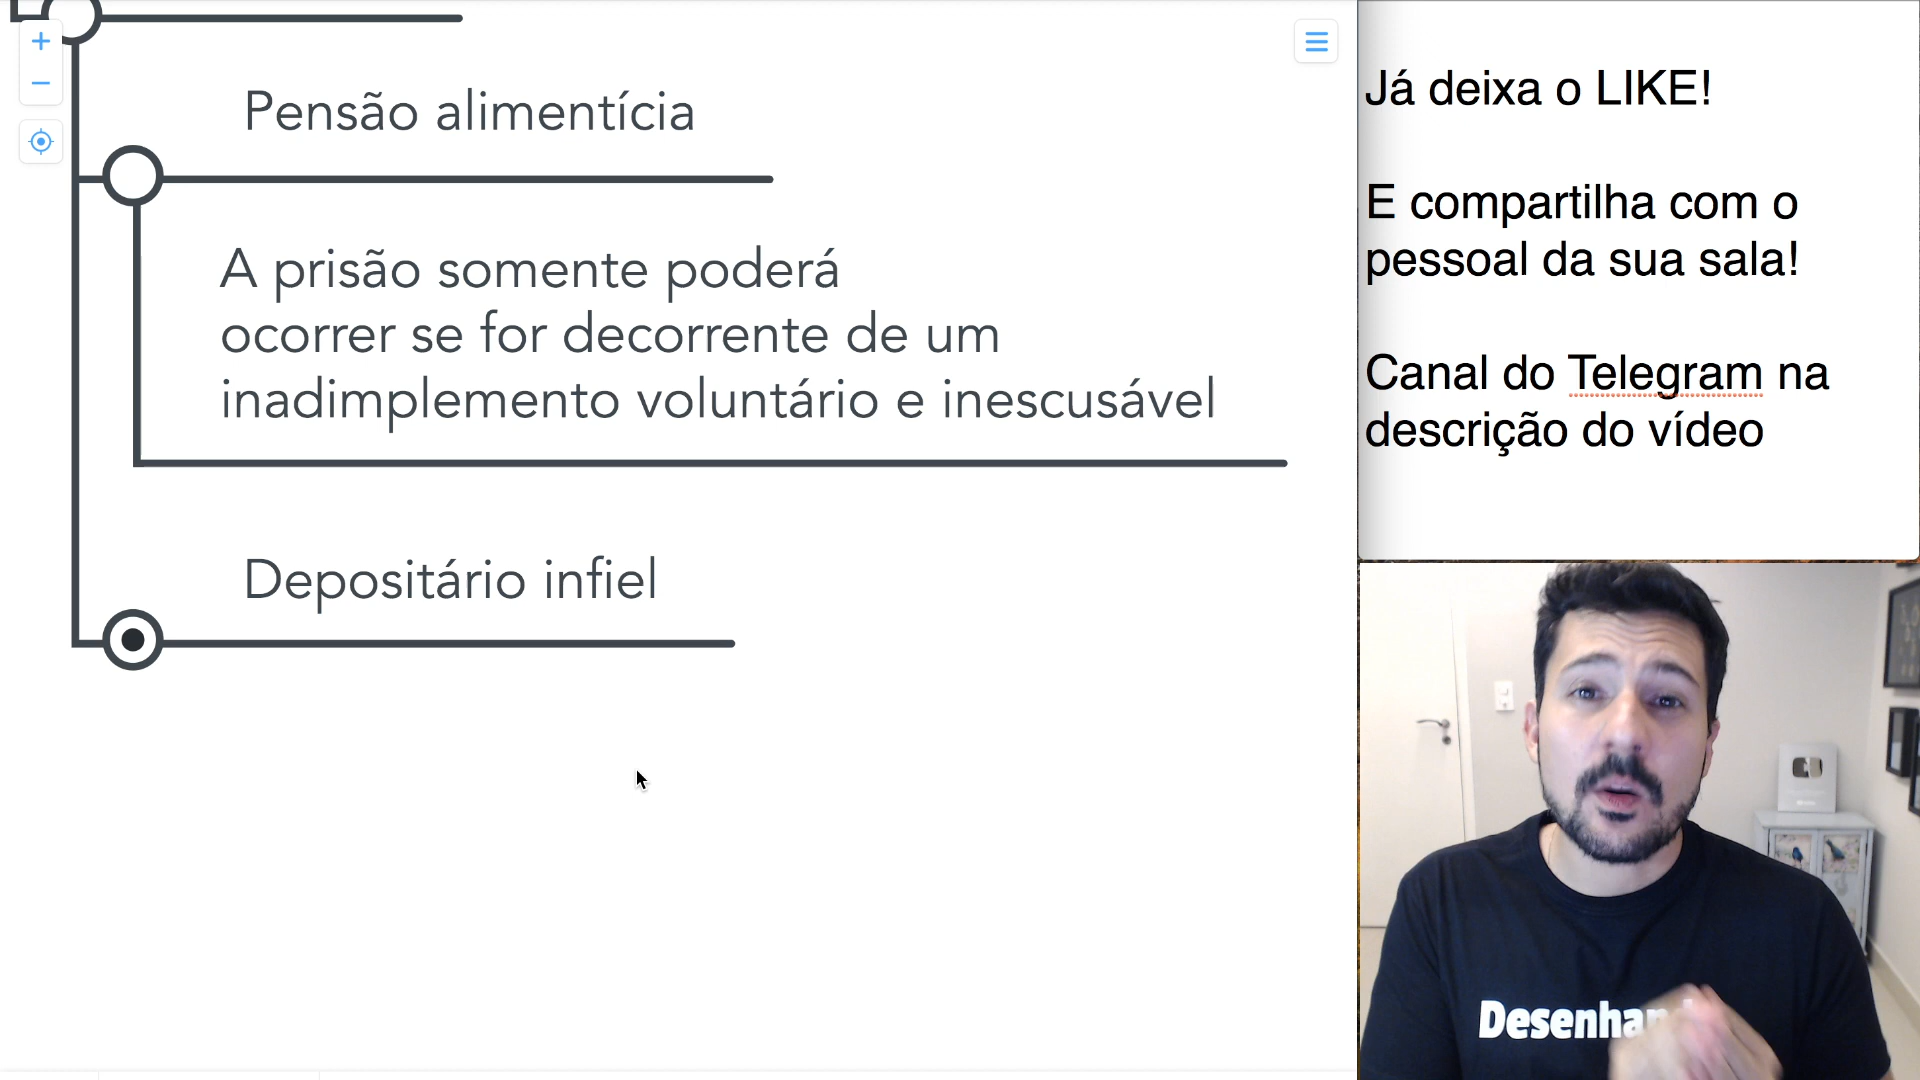 Pensão alimentícia
A prisão somente poderá
ocorrer se for decorrente de um
inadimplemento voluntário e inescusável
Depositário infiel
Já deixa o LIKE!
E compartilha com o
pessoal da sua sala!
Canal do Telegram na
descrição do vídeo